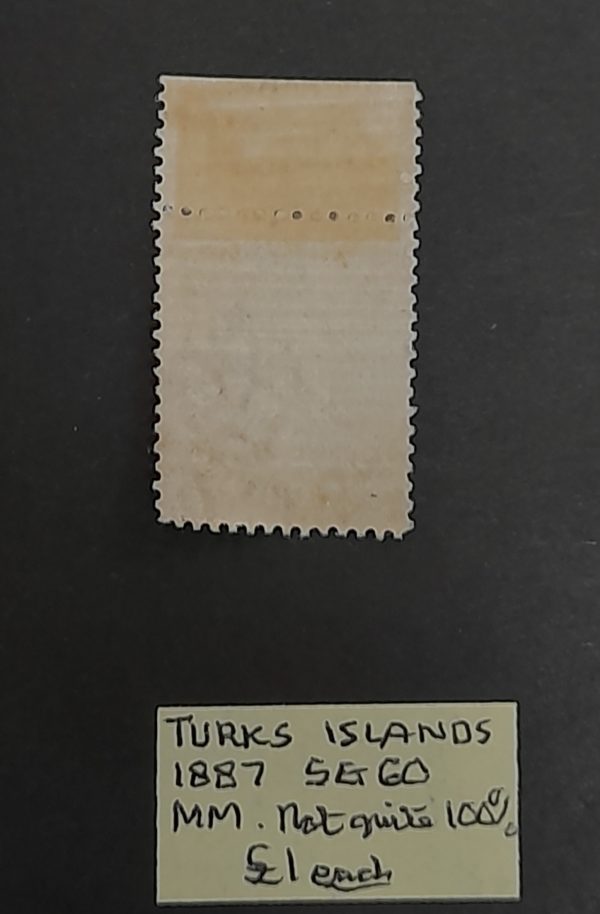 TURKS ISLANDS
1887 SG 60
MM. Not quite 100%
£1 each